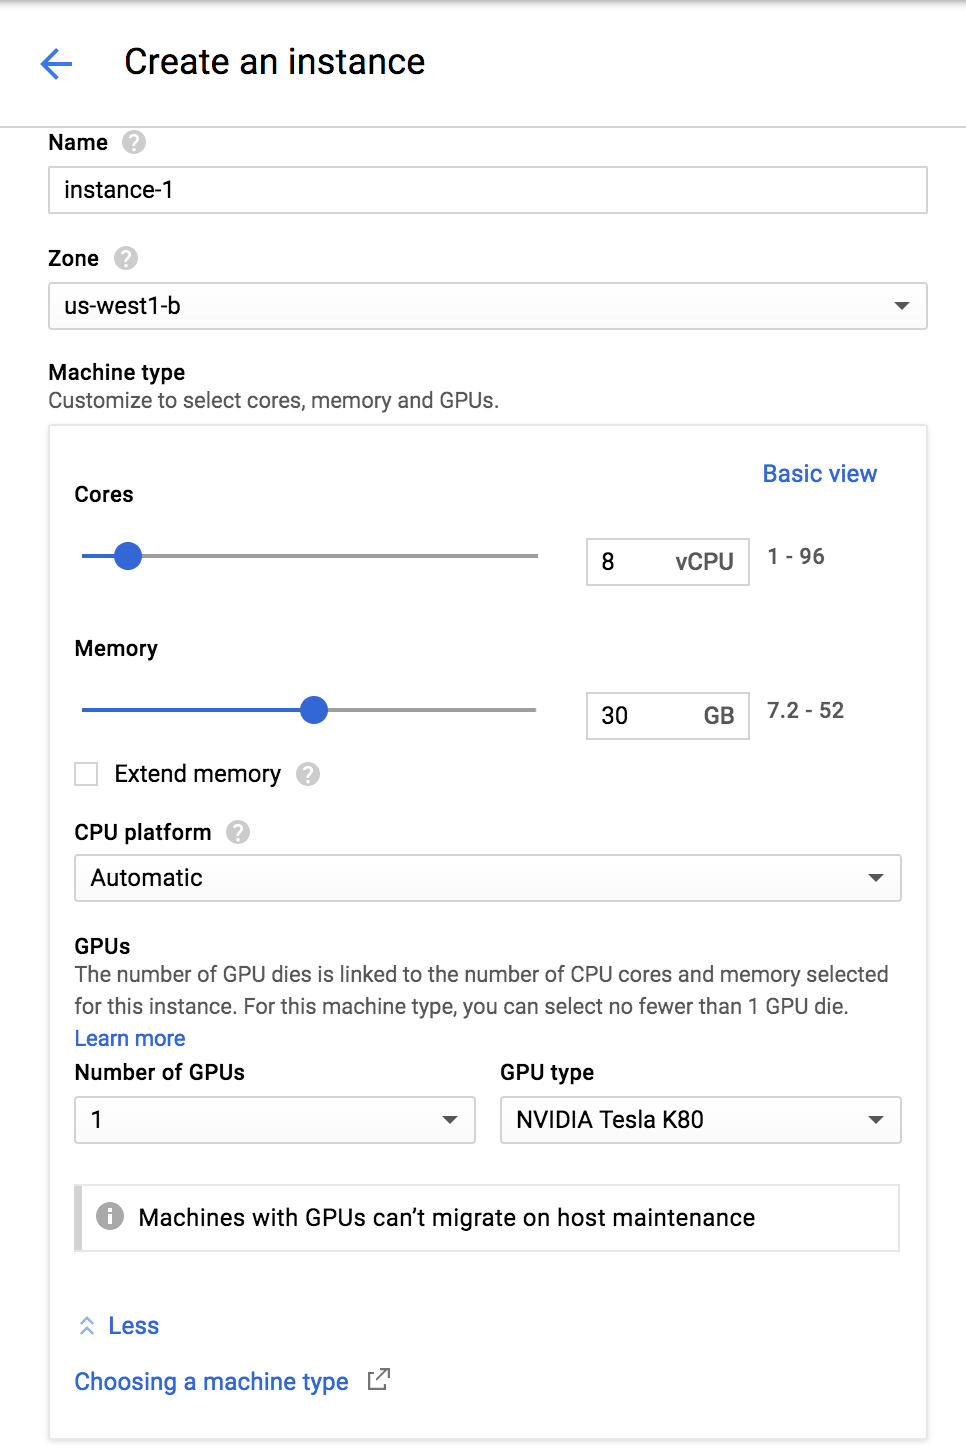 Create an instance
Name
instance-1
Zone
us-west1-b
Machine type
Customize to select cores, memory and GPUs.
Basic view
Cores
8 vCPU 1 - 96
Memory
30 GB 7.2 - 52
Extend memory
CPU platform
Automatic
GPUs
The number of GPU dies is linked to the number of CPU cores and memory selected
for this instance. For this machine type, you can select no fewer than 1 GPU die.
Learn more
Number of GPUs GPU type
1 NVIDIA Tesla K80
Machines with GPUs can’t migrate on host maintenance
Less
Choosing a machine type